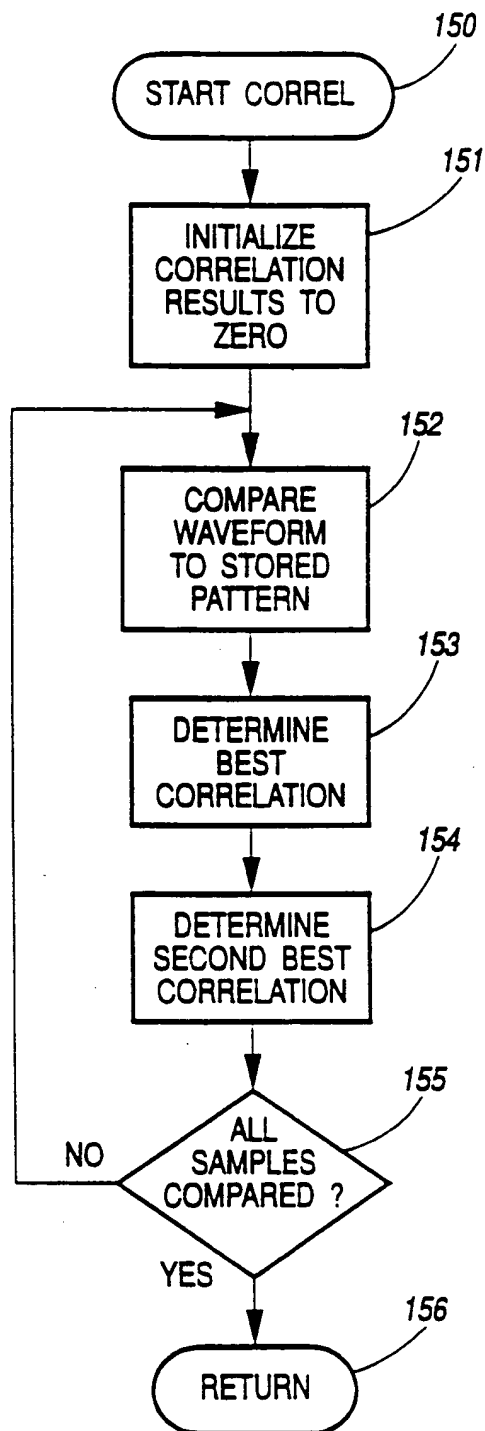 150
START CORREL
151
INITIALIZE
CORRELATION
RESULTS TO
ZERO
152
COMPARE
WAVEFORM
TO STORED
PATTERN
153
DETERMINE
BEST
CORRELATION
154
DETERMINE
SECOND BEST
CORRELATION
155
ALL
SAMPLES
COMPARED ?
NO
YES
156
RETURN